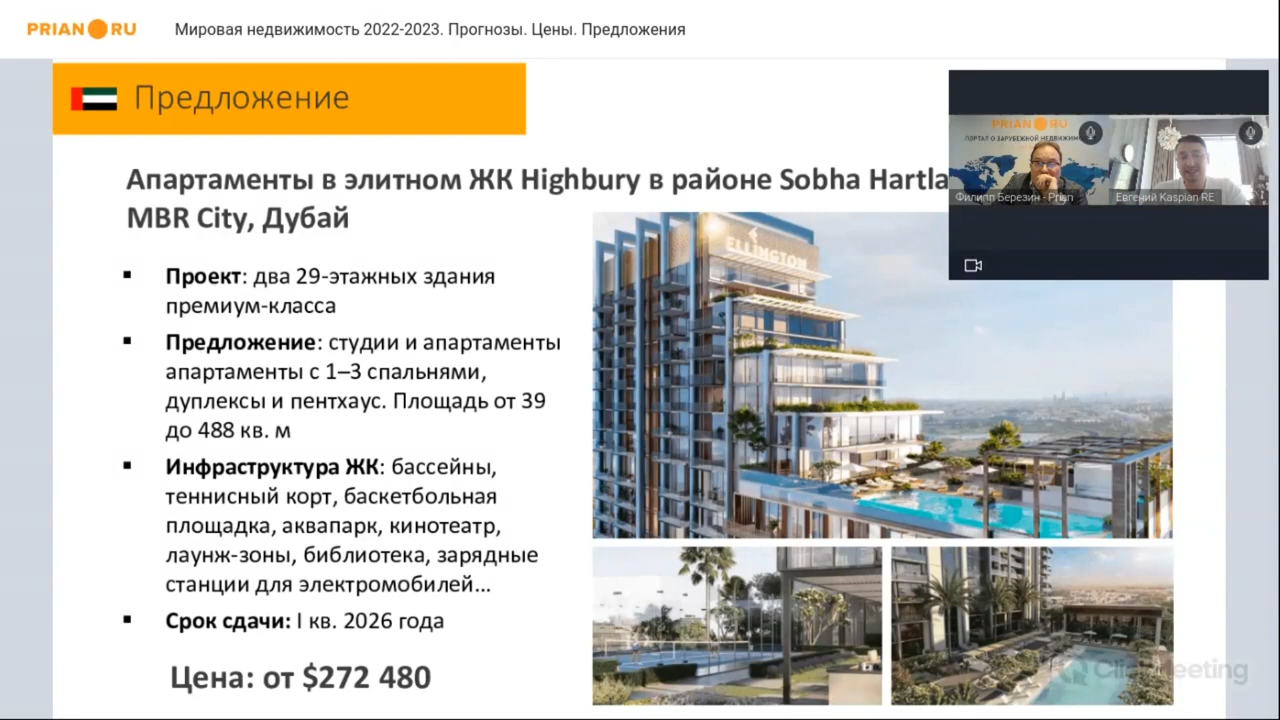 PRIAN RU
Мировая недвижимость 2022-2023. Прогнозы. Цены. Предложения
Предложение
PRIAN RU
ПОРТАЛ О ЗАРУБЕЖНОЙ НЕДВИЖИМ
Филипп Березин - Prian
Евгений Kaspian RE
Апартаменты в элитном ЖК Highbury в районе Sobha Hartla
MBR City, Дубай
▪ Проект: два 29-этажных здания
премиум-класса
▪ Предложение: студии и апартаменты
апартаменты с 1–3 спальнями,
дуплексы и пентхаус. Площадь от 39
до 488 кв. м
▪ Инфраструктура ЖК: бассейны,
теннисный корт, баскетбольная
площадка, аквапарк, кинотеатр,
лаунж-зоны, библиотека, зарядные
станции для электромобилей...
▪ Срок сдачи: I кв. 2026 года
Цена: от $272 480
ELLINGTON
ClickMeeting